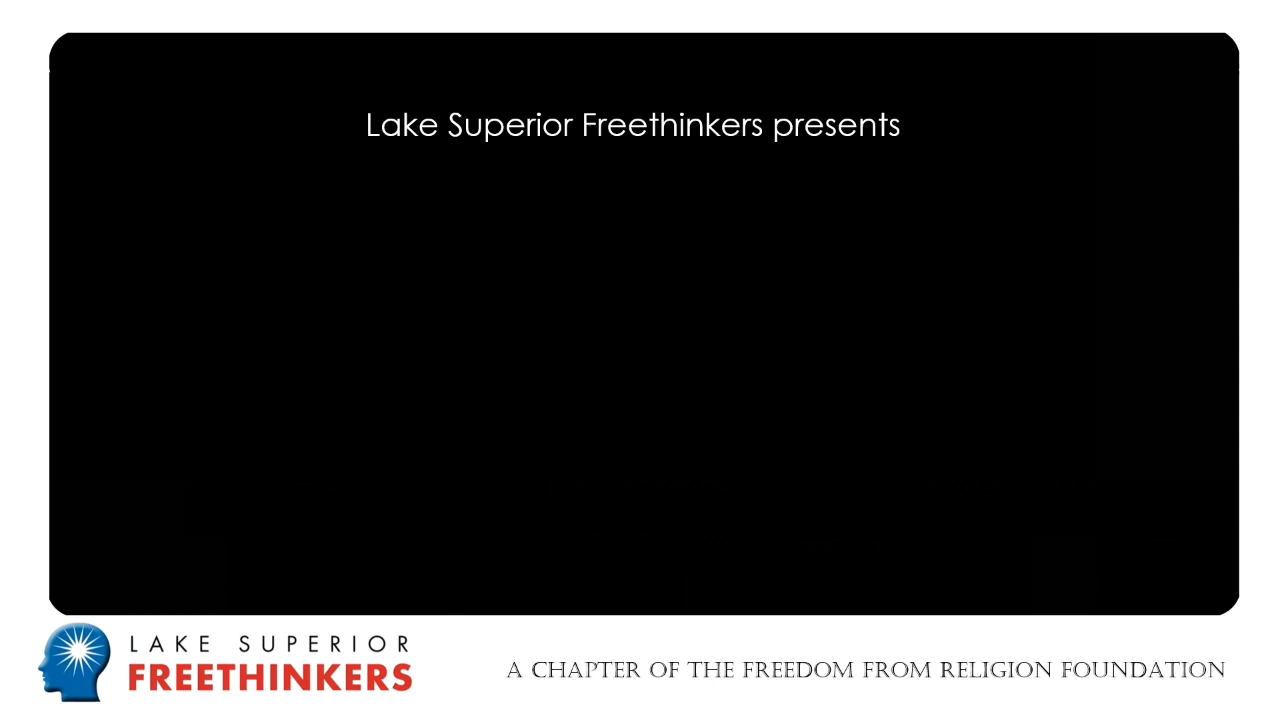 Lake Superior Freethinkers presents
LAKE SUPERIOR
FREETHINKERS
A CHAPTER OF THE FREEDOM FROM RELIGION FOUNDATION